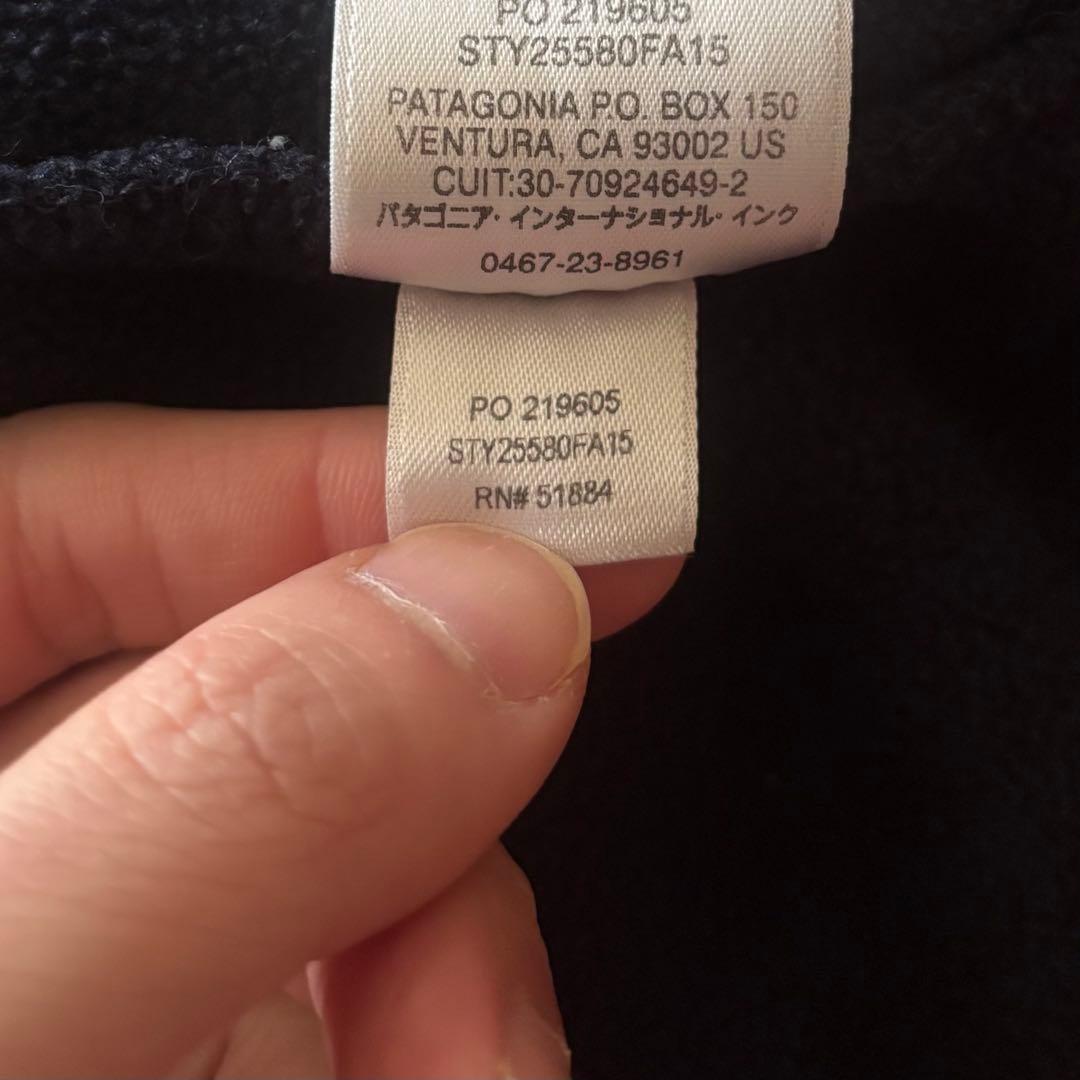 PO 219605
STY25580FA15
PATAGONIA P.O. BOX 150
VENTURA, CA 93002 US
CUIT:30-70924649-2
パタゴニア・インターナショナル・インク
0467-23-8961
PO 219605
STY25580FA15
RN# 51884